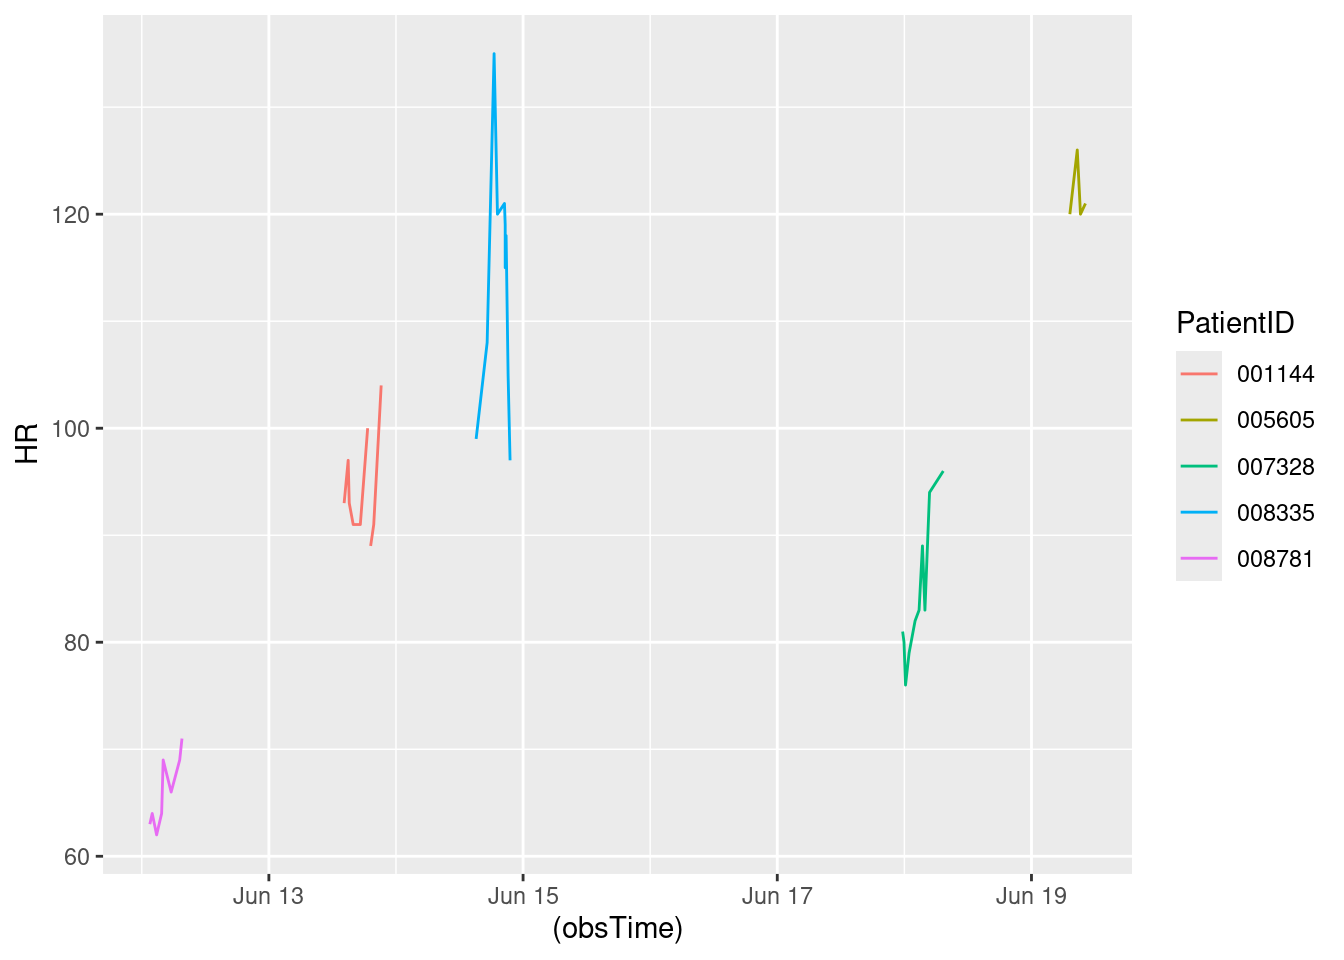 HR
120
100
80
60
Jun 13
Jun 15
Jun 17
Jun 19
(obsTime)
PatientID
001144
005605
007328
008335
008781